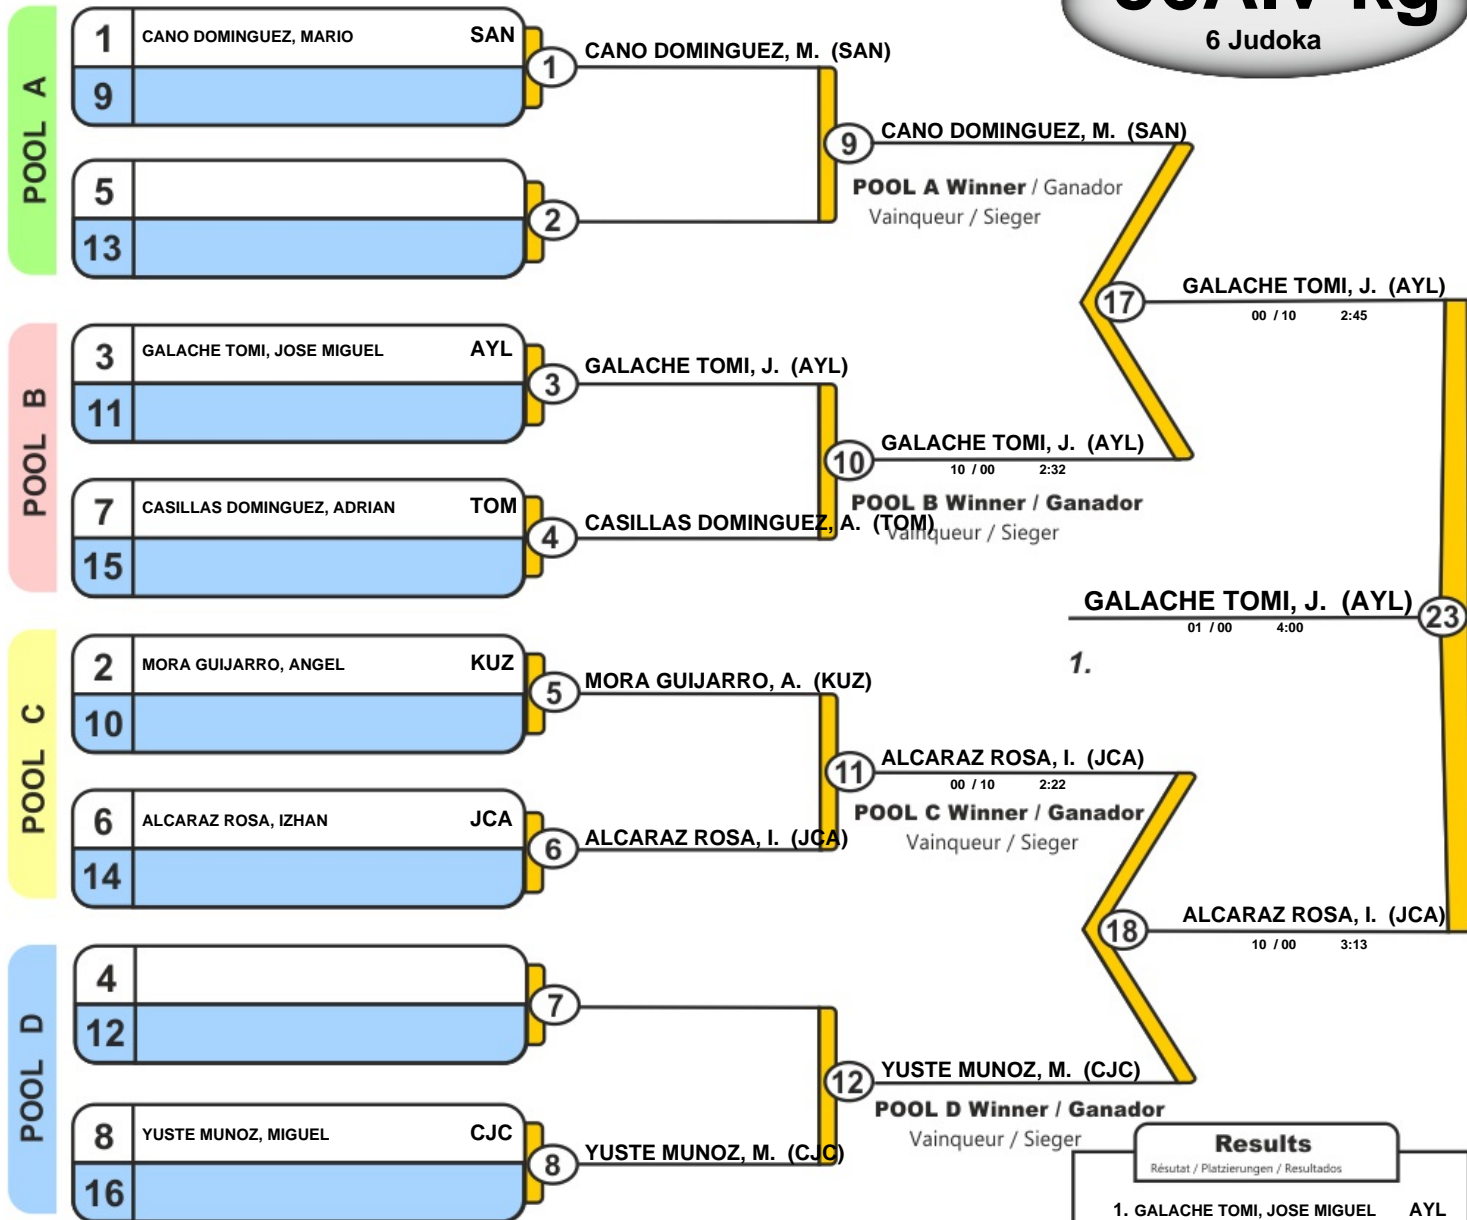 6 Judoka
POOL A
1 CANO DOMINGUEZ, MARIO SAN
9
5
13
1 CANO DOMINGUEZ, M. (SAN)
2
9 CANO DOMINGUEZ, M. (SAN)
POOL A Winner / Ganador
Vainqueur / Sieger
POOL B
3 GALACHE TOMI, JOSE MIGUEL AYL
11
7 CASILLAS DOMINGUEZ, ADRIAN TOM
15
3 GALACHE TOMI, J. (AYL)
4 CASILLAS DOMINGUEZ, A. (TOM)
10 GALACHE TOMI, J. (AYL)
10 / 00 2:32
POOL B Winner / Ganador
Vainqueur / Sieger
17 GALACHE TOMI, J. (AYL)
00 / 10 2:45
GALACHE TOMI, J. (AYL) 23
01 / 00 4:00
1.
POOL C
2 MORA GUIJARRO, ANGEL KUZ
10
6 ALCARAZ ROSA, IZHAN JCA
14
5 MORA GUIJARRO, A. (KUZ)
6 ALCARAZ ROSA, I. (JCA)
11 ALCARAZ ROSA, I. (JCA)
00 / 10 2:22
POOL C Winner / Ganador
Vainqueur / Sieger
18 ALCARAZ ROSA, I. (JCA)
10 / 00 3:13
POOL D
4
12
8 YUSTE MUNOZ, MIGUEL CJC
16
7
8 YUSTE MUNOZ, M. (CJC)
12 YUSTE MUNOZ, M. (CJC)
POOL D Winner / Ganador
Vainqueur / Sieger
Results
Résutat / Platzierungen / Resultados
1. GALACHE TOMI, JOSE MIGUEL AYL